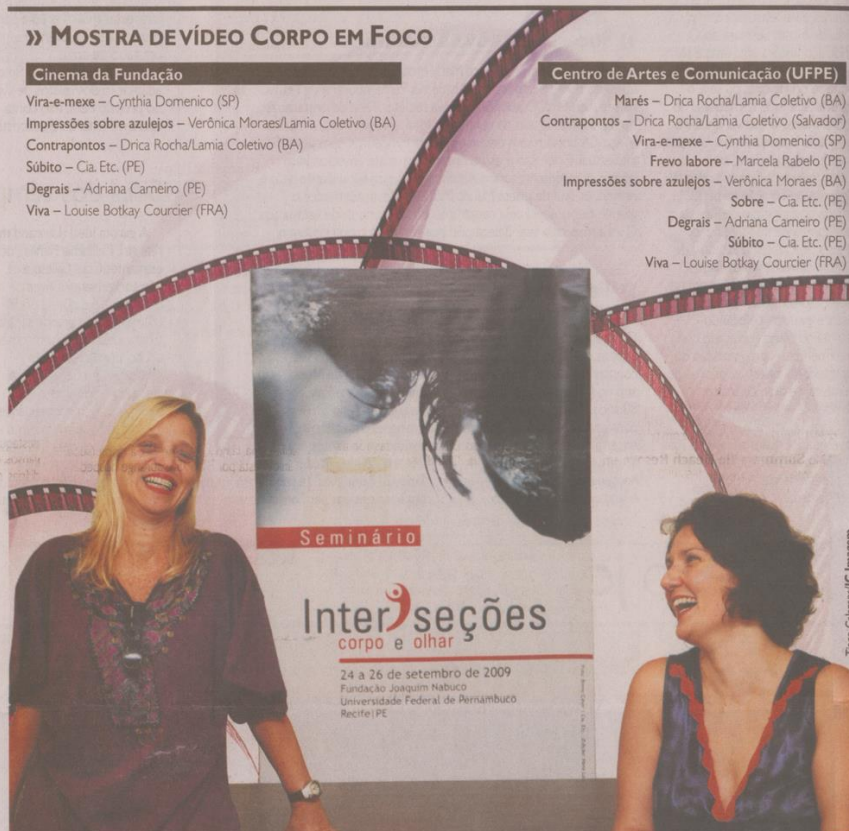 » MOSTRA DE VÍDEO CORPO EM FOCO
Cinema da Fundação
Vira-e-mexe – Cynthia Domenico (SP)
Impressões sobre azulejos – Verônica Moraes/Lamia Coletivo (BA)
Contrapontos – Drica Rocha/Lamia Coletivo (BA)
Súbito – Cia. Etc. (PE)
Degrais – Adriana Carneiro (PE)
Viva – Louise Botkay Courcier (FRA)
Centro de Artes e Comunicação (UFPE)
Marés – Drica Rocha/Lamia Coletivo (BA)
Contrapontos – Drica Rocha/Lamia Coletivo (Salvador)
Vira-e-mexe – Cynthia Domenico (SP)
Frevo labore – Marcela Rabelo (PE)
Impressões sobre azulejos – Verônica Moraes (BA)
Sobre – Cia. Etc. (PE)
Degrais – Adriana Carneiro (PE)
Súbito – Cia. Etc. (PE)
Viva – Louise Botkay Courcier (FRA)
Seminário
Inter seções
corpo e olhar
24 a 26 de setembro de 2009
Fundação Joaquim Nabuco
Universidade Federal de Pernambuco
Recife|PE